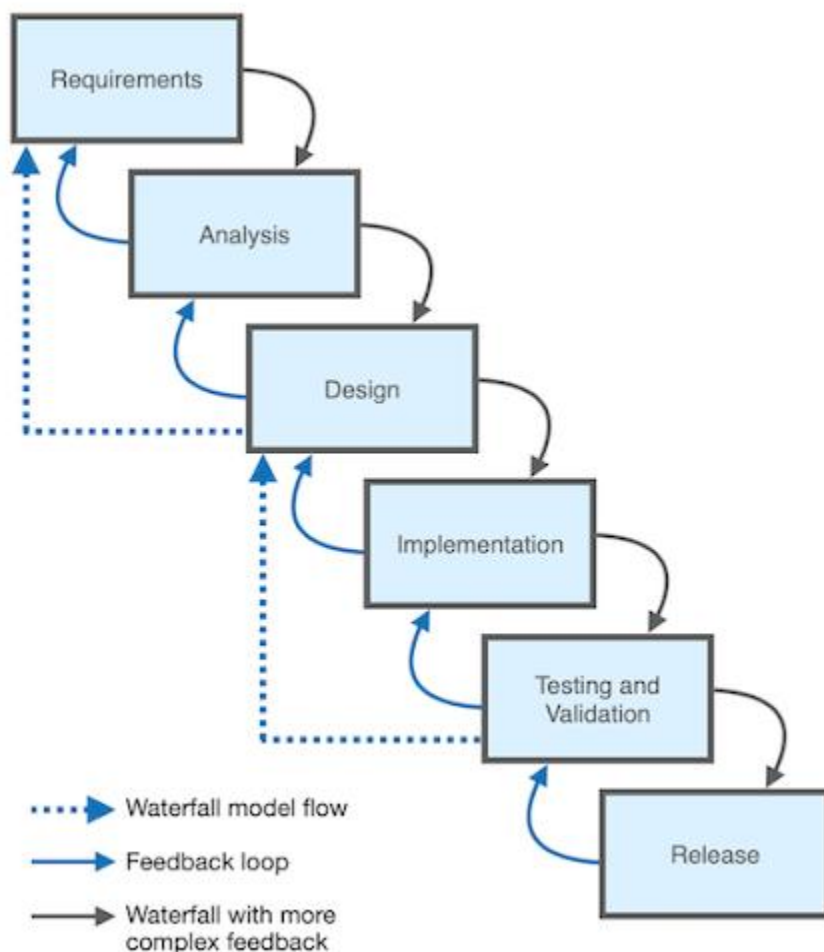 Requirements
Analysis
Design
Implementation
Testing and
Validation
Release
Waterfall model flow
Feedback loop
Waterfall with more
complex feedback